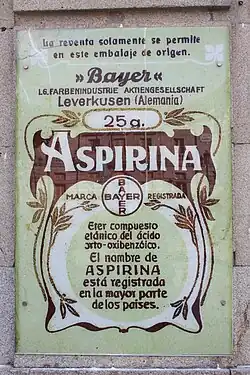 La reventa solamente se permite
en este embalaje de origen.
»Bayer«
I.G. FARBENINDUSTRIE AKTIENGESELLSCHAFT
Leverkusen (Alemania)
25 g.
ASPIRINA
MARCA BAYER REGISTRADA
BAYER
Eter compuesto
etánico del ácido
orto-oxibenzóico.
El nombre de
ASPIRINA
está registrada
en la mayor parte
de los países.